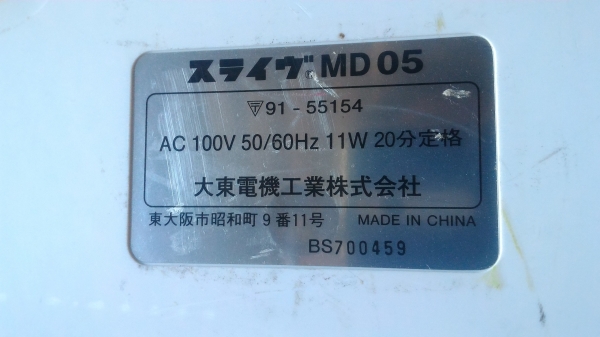 スライヴ® MD 05
〒91-55154
AC 100V 50/60Hz 11W 20分定格
大東電機工業株式会社
東大阪市昭和町9番11号 MADE IN CHINA
BS700459